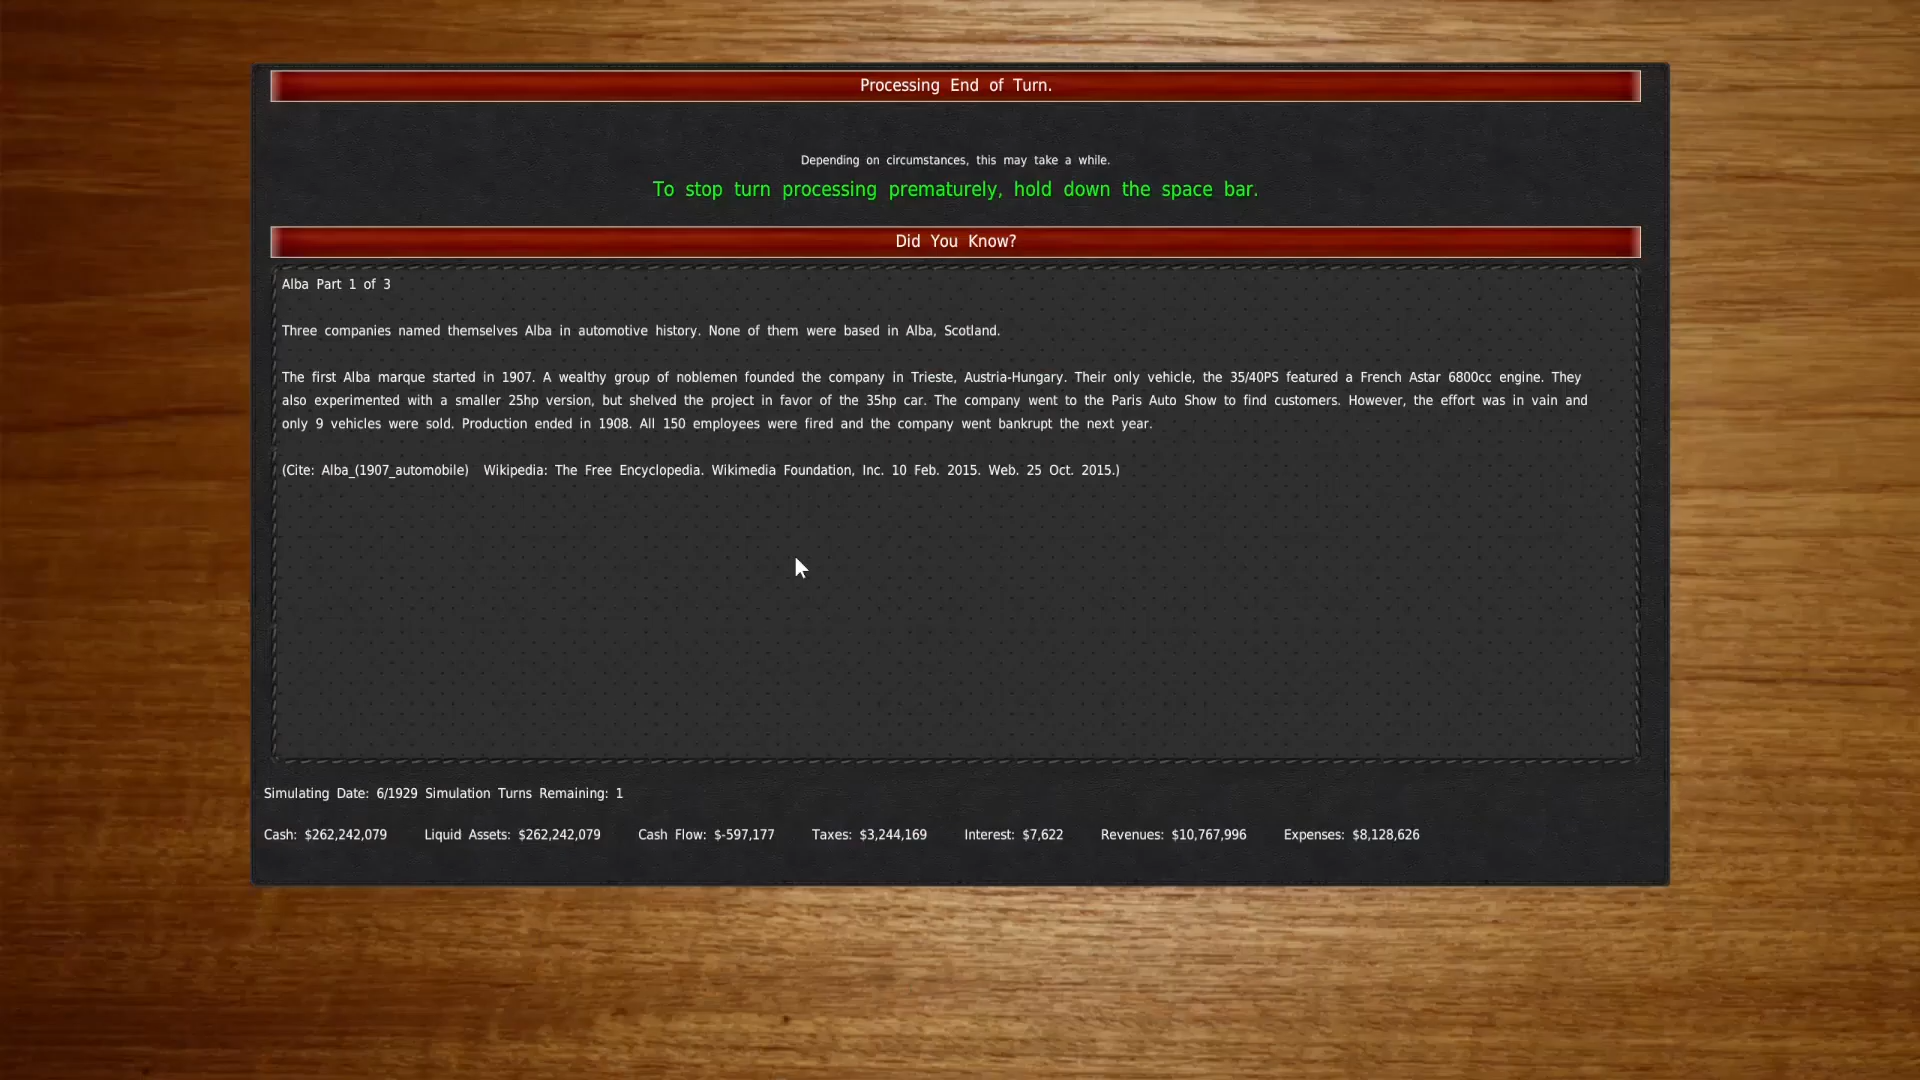 Processing End of Turn.
Depending on circumstances, this may take a while.
To stop turn processing prematurely, hold down the space bar.
Did You Know?
Alba Part 1 of 3
Three companies named themselves Alba in automotive history. None of them were based in Alba, Scotland.
The first Alba marque started in 1907. A wealthy group of noblemen founded the company in Trieste, Austria-Hungary. Their only vehicle, the 35/40PS featured a French Astar 6800cc engine. They
also experimented with a smaller 25hp version, but shelved the project in favor of the 35hp car. The company went to the Paris Auto Show to find customers. However, the effort was in vain and
only 9 vehicles were sold. Production ended in 1908. All 150 employees were fired and the company went bankrupt the next year.
(Cite: Alba_(1907_automobile) Wikipedia: The Free Encyclopedia. Wikimedia Foundation, Inc. 10 Feb. 2015. Web. 25 Oct. 2015.)
Simulating Date: 6/1929 Simulation Turns Remaining: 1
Cash: $262,242,079 Liquid Assets: $262,242,079 Cash Flow: $-597,177 Taxes: $3,244,169 Interest: $7,622 Revenues: $10,767,996 Expenses: $8,128,626